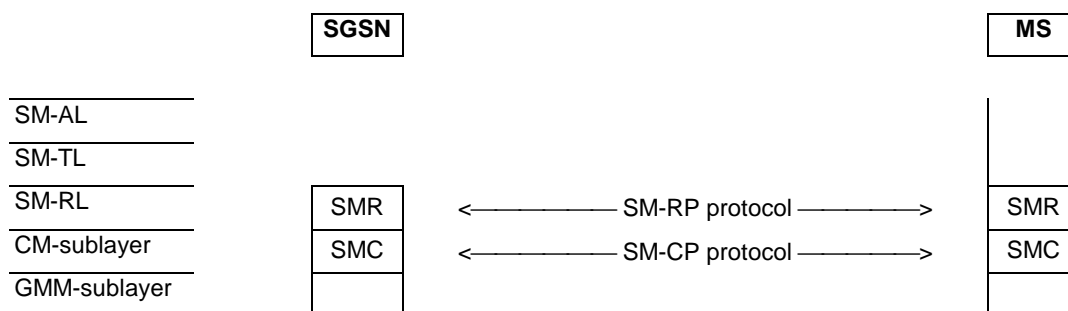 SGSN MS
SM-AL
SM-TL
SM-RL SMR <——————— SM-RP protocol ———————> SMR
CM-sublayer SMC <——————— SM-CP protocol ———————> SMC
GMM-sublayer